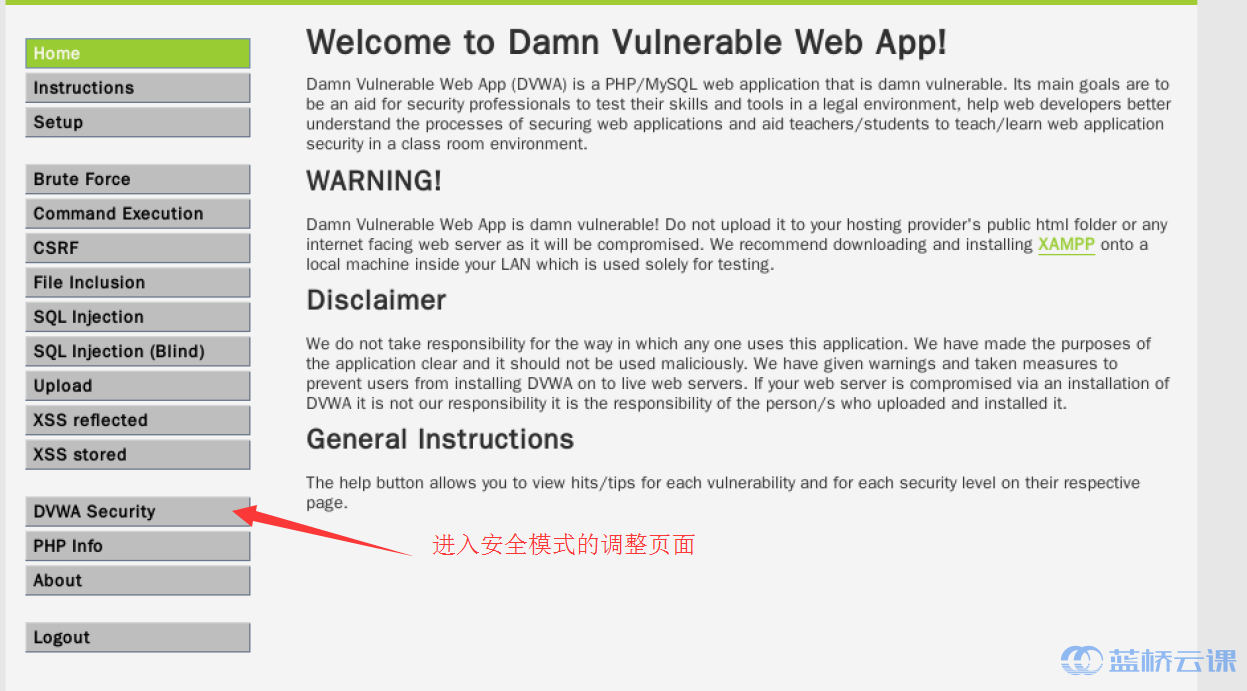 Home
Instructions
Setup
Brute Force
Command Execution
CSRF
File Inclusion
SQL Injection
SQL Injection (Blind)
Upload
XSS reflected
XSS stored
DVWA Security
PHP Info
About
Logout
Welcome to Damn Vulnerable Web App!
Damn Vulnerable Web App (DVWA) is a PHP/MySQL web application that is damn vulnerable. Its main goals are to
be an aid for security professionals to test their skills and tools in a legal environment, help web developers better
understand the processes of securing web applications and aid teachers/students to teach/learn web application
security in a class room environment.
WARNING!
Damn Vulnerable Web App is damn vulnerable! Do not upload it to your hosting provider's public html folder or any
internet facing web server as it will be compromised. We recommend downloading and installing XAMPP onto a
local machine inside your LAN which is used solely for testing.
Disclaimer
We do not take responsibility for the way in which any one uses this application. We have made the purposes of
the application clear and it should not be used maliciously. We have given warnings and taken measures to
prevent users from installing DVWA on to live web servers. If your web server is compromised via an installation of
DVWA it is not our responsibility it is the responsibility of the person/s who uploaded and installed it.
General Instructions
The help button allows you to view hits/tips for each vulnerability and for each security level on their respective
page.
进入安全模式的调整页面
蓝桥云课